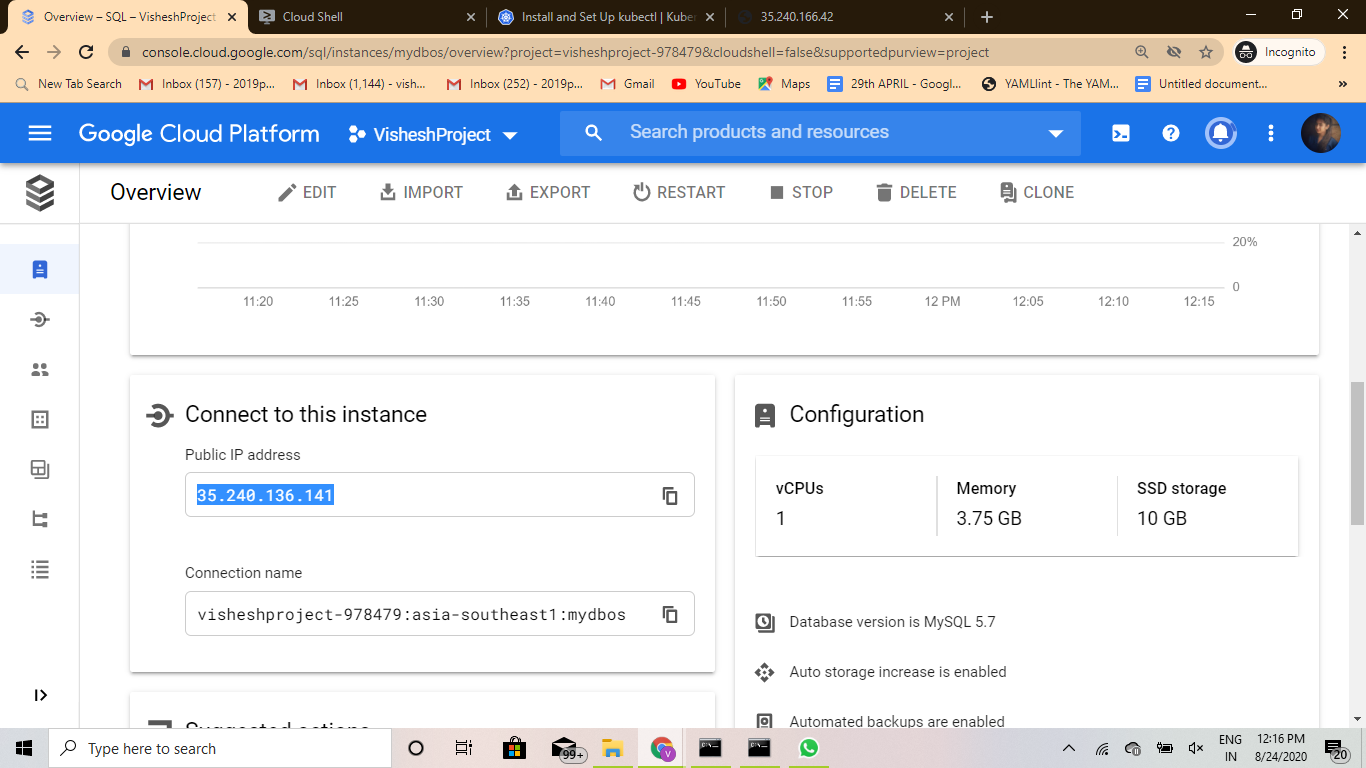 Overview – SQL – VisheshProject
Cloud Shell
Install and Set Up kubectl | Kuber
35.240.166.42
console.cloud.google.com/sql/instances/mydbos/overview?project=visheshproject-978479&cloudshell=false&supportedpurview=project
Incognito
New Tab Search
Inbox (157) - 2019p...
Inbox (1,144) - vish...
Inbox (252) - 2019p...
Gmail
YouTube
Maps
29th APRIL - Googl...
YAMLlint - The YAM...
Untitled document...
»
Google Cloud Platform
VisheshProject
Search products and resources
Overview
EDIT
IMPORT
EXPORT
RESTART
STOP
DELETE
CLONE
20%
0
11:20 11:25 11:30 11:35 11:40 11:45 11:50 11:55 12 PM 12:05 12:10 12:15
Connect to this instance
Public IP address
35.240.136.141
Connection name
visheshproject-978479:asia-southeast1:mydbos
Suggested actions
Configuration
vCPUs
1
Memory
3.75 GB
SSD storage
10 GB
Database version is MySQL 5.7
Auto storage increase is enabled
Automated backups are enabled
Type here to search
99+
V
ENG
IN
12:16 PM
8/24/2020
20